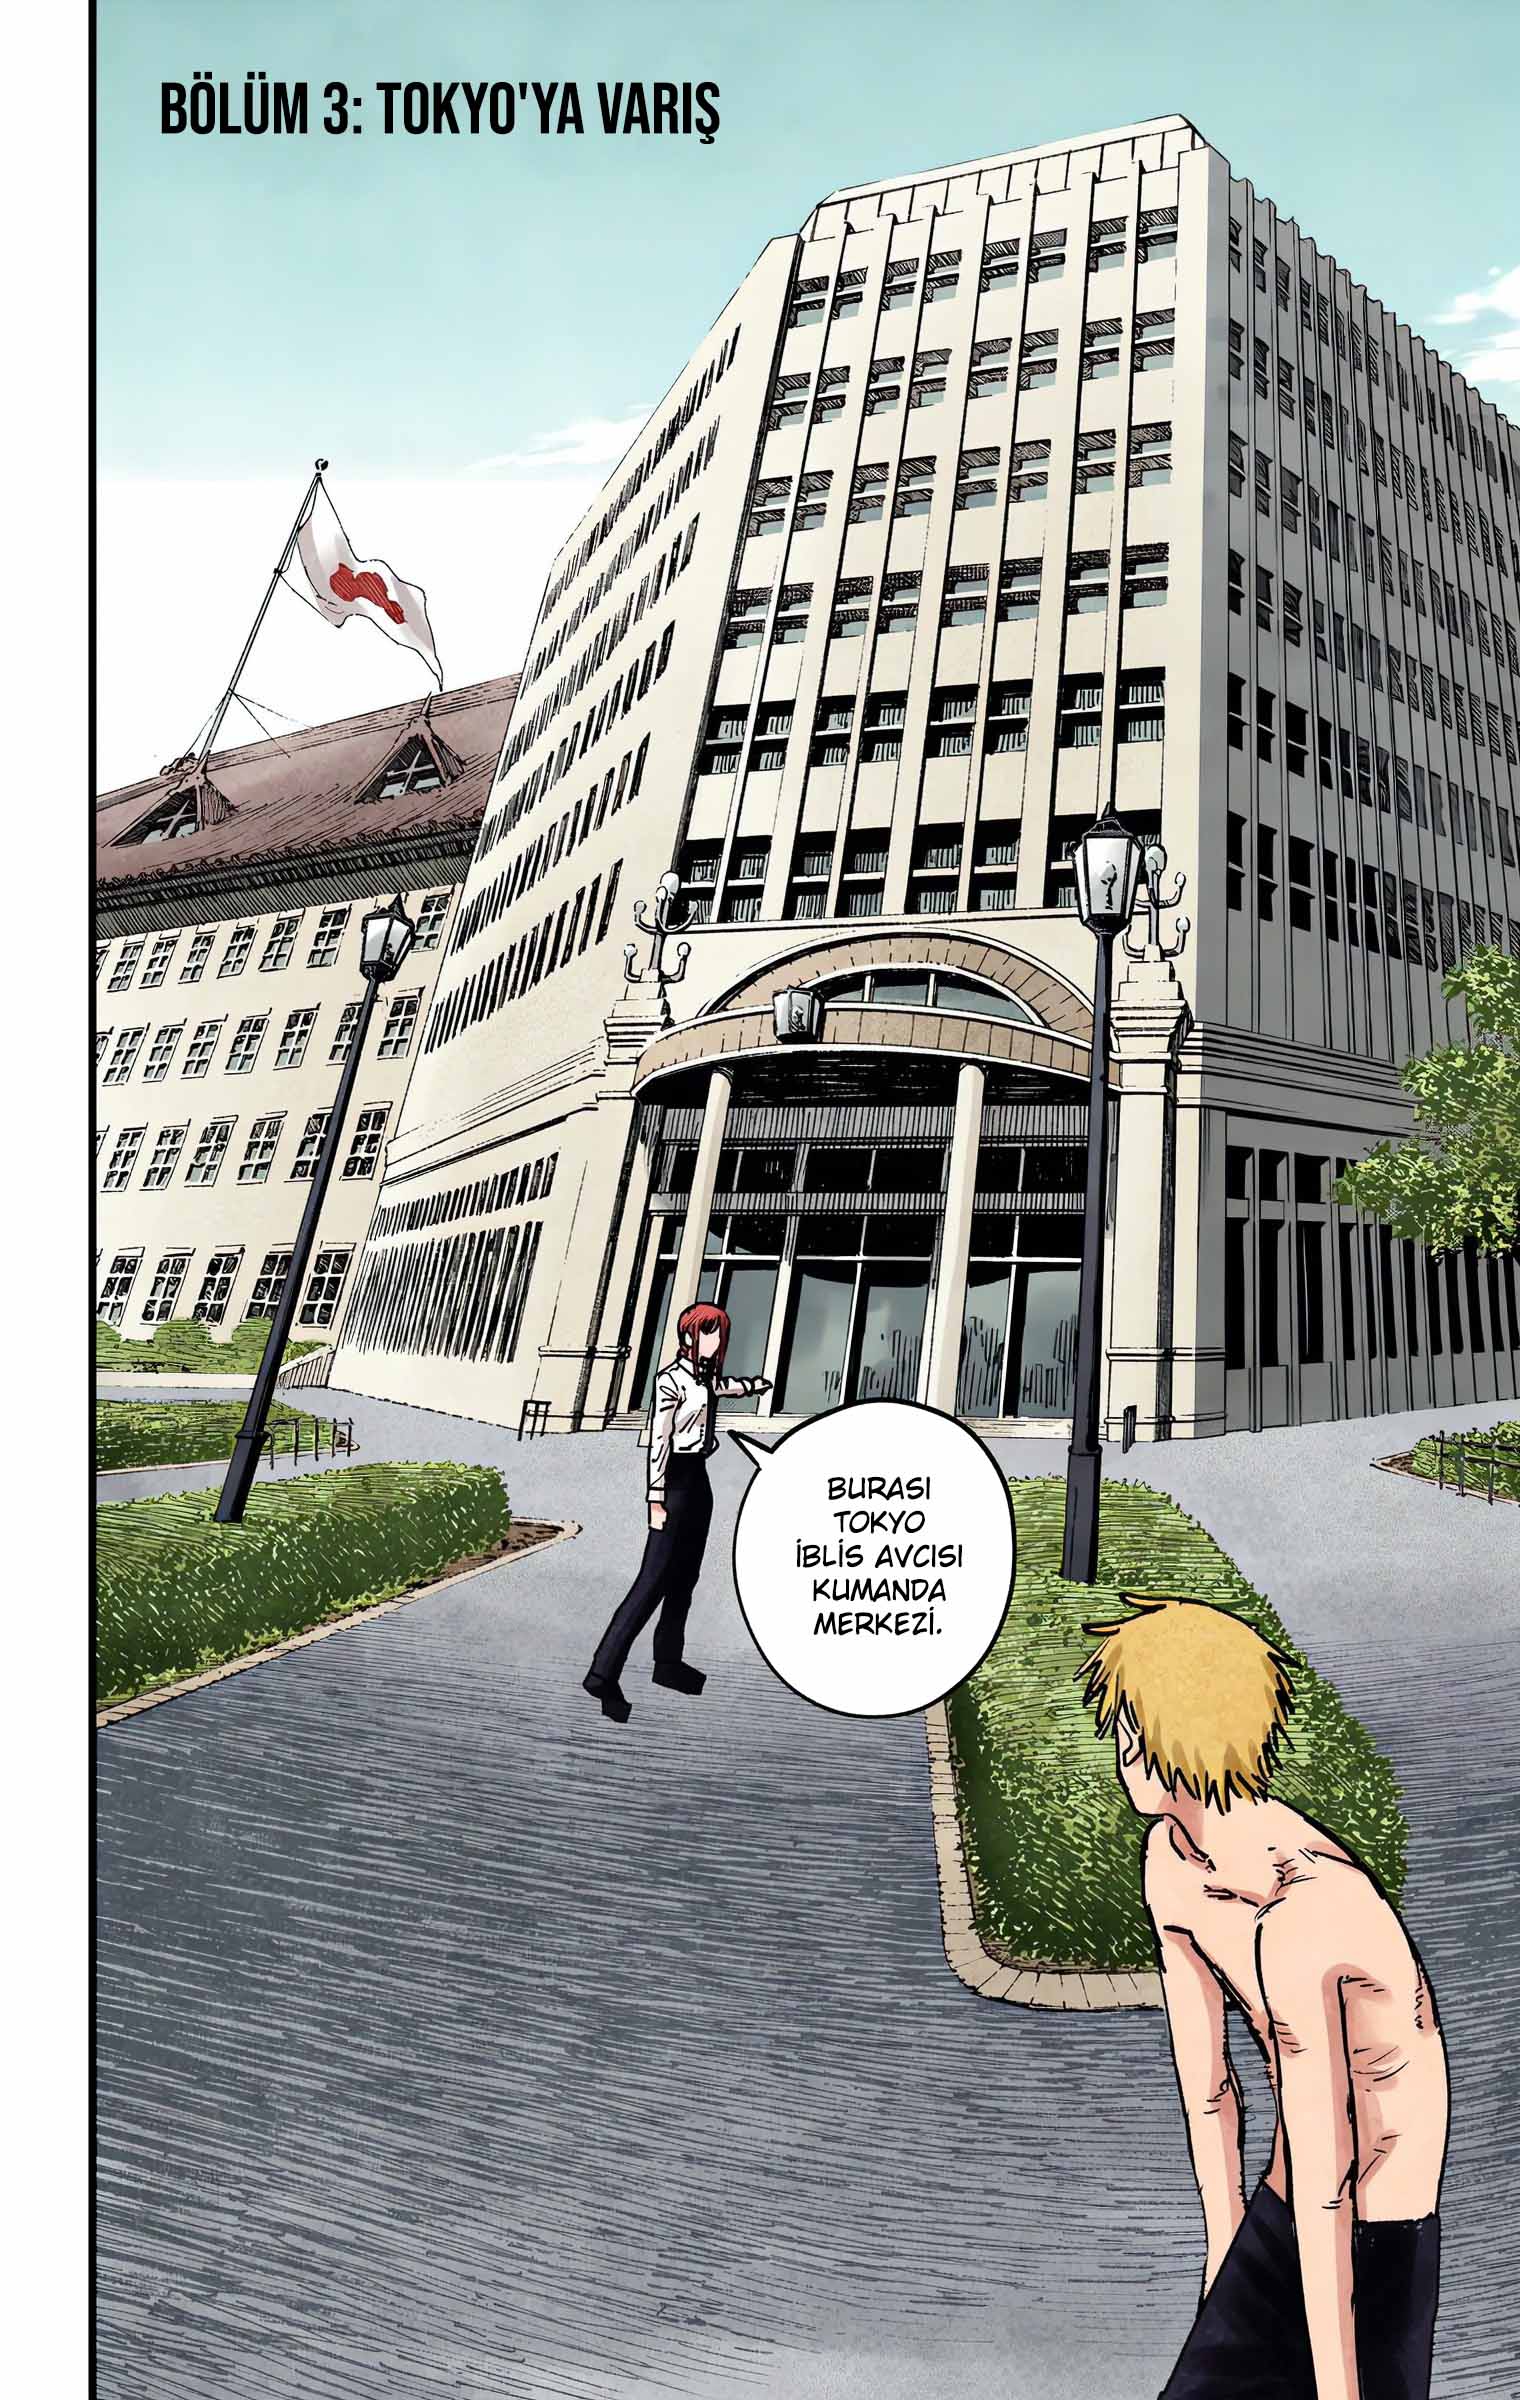 BÖLÜM 3: TOKYO'YA VARIŞ
BURASI
TOKYO
İBLİS AVCISI
KUMANDA
MERKEZİ.